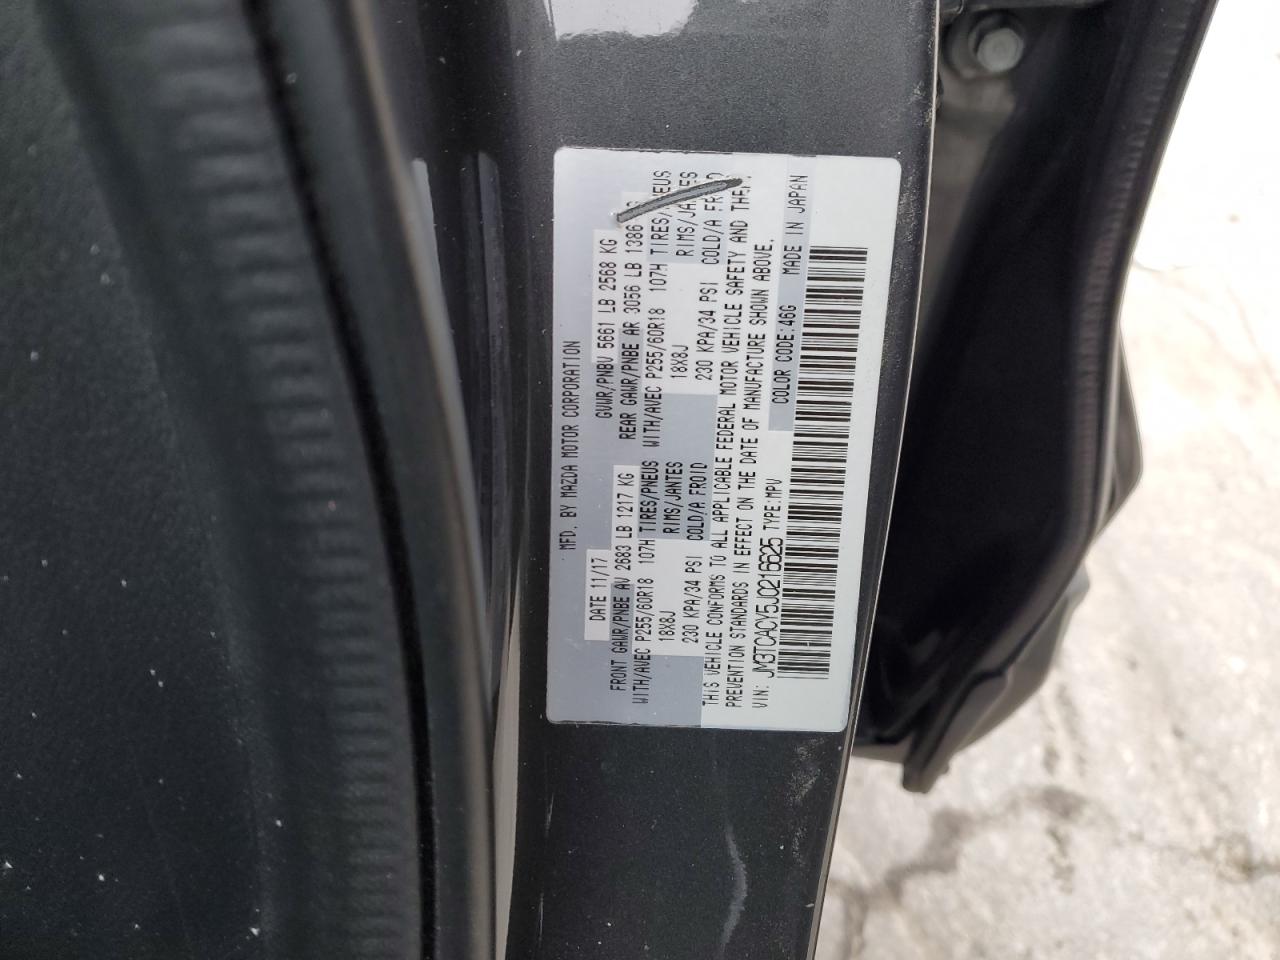 MFD. BY MAZDA MOTOR CORPORATION
DATE 11/17 GVWR/PNBV 5661 LB 2568 KG
FRONT GAWR/PNBE AV 2683 LB 1217 KG REAR GAWR/PNBE AR 3056 LB 1386
WITH/AVEC P255/60R18 107H TIRES/PNEUS WITH/AVEC P255/60R18 107H TIRES/PNEUS
18X8J RIMS/JANTES 18X8J RIMS/JANTES
230 KPA/34 PSI COLD/A FROID 230 KPA/34 PSI COLD/A FROID
THIS VEHICLE CONFORMS TO ALL APPLICABLE FEDERAL MOTOR VEHICLE SAFETY AND THEFT
PREVENTION STANDARDS IN EFFECT ON THE DATE OF MANUFACTURE SHOWN ABOVE.
VIN: JM3TCACY5J0216625 TYPE:MPV COLOR CODE:46G MADE IN JAPAN